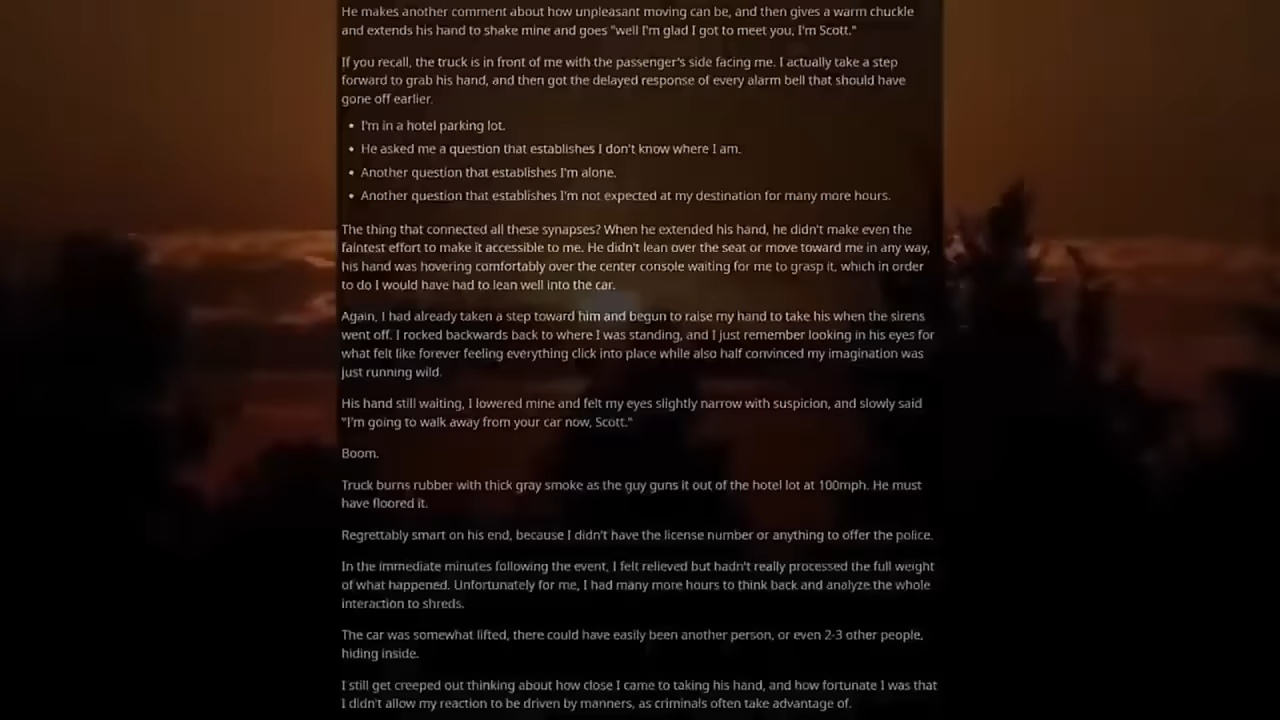 He makes another comment about how unpleasant moving can be, and then gives a warm chuckle
and extends his hand to shake mine and goes "well I'm glad I got to meet you, I'm Scott."
If you recall, the truck is in front of me with the passenger's side facing me. I actually take a step
forward to grab his hand, and then got the delayed response of every alarm bell that should have
gone off earlier.
• I'm in a hotel parking lot.
• He asked me a question that establishes I don't know where I am.
• Another question that establishes I'm alone.
• Another question that establishes I'm not expected at my destination for many more hours.
The thing that connected all these synapses? When he extended his hand, he didn't make even the
faintest effort to make it accessible to me. He didn't lean over the seat or move toward me in any way,
his hand was hovering comfortably over the center console waiting for me to grasp it, which in order
to do I would have had to lean well into the car.
Again, I had already taken a step toward him and begun to raise my hand to take his when the sirens
went off. I rocked backwards back to where I was standing, and I just remember looking in his eyes for
what felt like forever feeling everything click into place while also half convinced my imagination was
just running wild.
His hand still waiting, I lowered mine and felt my eyes slightly narrow with suspicion, and slowly said
"I'm going to walk away from your car now, Scott."
Boom.
Truck burns rubber with thick gray smoke as the guy guns it out of the hotel lot at 100mph. He must
have floored it.
Regrettably smart on his end, because I didn't have the license number or anything to offer the police.
In the immediate minutes following the event, I felt relieved but hadn't really processed the full weight
of what happened. Unfortunately for me, I had many more hours to think back and analyze the whole
interaction to shreds.
The car was somewhat lifted, there could have easily been another person, or even 2-3 other people,
hiding inside.
I still get creeped out thinking about how close I came to taking his hand, and how fortunate I was that
I didn't allow my reaction to be driven by manners, as criminals often take advantage of.